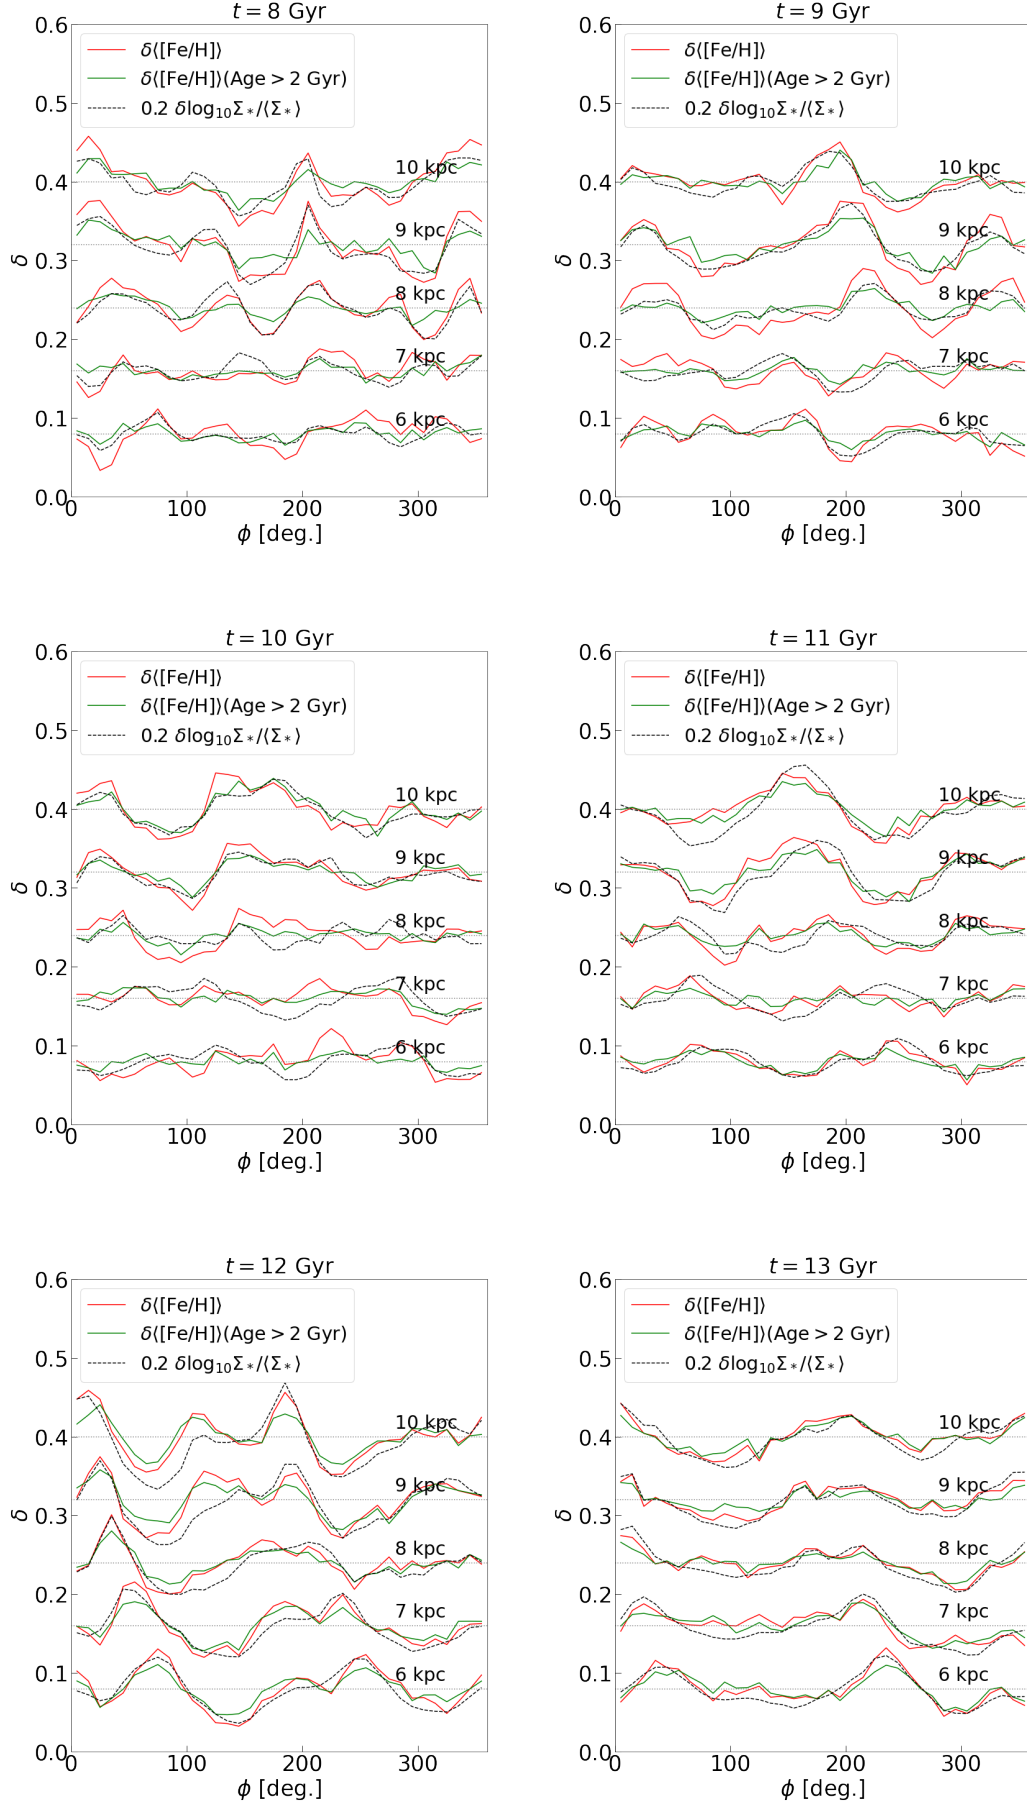 t = 8 Gyr
0.6
0.5
0.4
0.3
0.2
0.1
0.0
δ
δ⟨[Fe/H]⟩
δ⟨[Fe/H]⟩(Age > 2 Gyr)
0.2 δlog₁₀Σ∗/⟨Σ∗⟩
10 kpc
9 kpc
8 kpc
7 kpc
6 kpc
0 100 200 300
ϕ [deg.]
t = 9 Gyr
0.6
0.5
0.4
0.3
0.2
0.1
0.0
δ
δ⟨[Fe/H]⟩
δ⟨[Fe/H]⟩(Age > 2 Gyr)
0.2 δlog₁₀Σ∗/⟨Σ∗⟩
10 kpc
9 kpc
8 kpc
7 kpc
6 kpc
0 100 200 300
ϕ [deg.]
t = 10 Gyr
0.6
0.5
0.4
0.3
0.2
0.1
0.0
δ
δ⟨[Fe/H]⟩
δ⟨[Fe/H]⟩(Age > 2 Gyr)
0.2 δlog₁₀Σ∗/⟨Σ∗⟩
10 kpc
9 kpc
8 kpc
7 kpc
6 kpc
0 100 200 300
ϕ [deg.]
t = 11 Gyr
0.6
0.5
0.4
0.3
0.2
0.1
0.0
δ
δ⟨[Fe/H]⟩
δ⟨[Fe/H]⟩(Age > 2 Gyr)
0.2 δlog₁₀Σ∗/⟨Σ∗⟩
10 kpc
9 kpc
8 kpc
7 kpc
6 kpc
0 100 200 300
ϕ [deg.]
t = 12 Gyr
0.6
0.5
0.4
0.3
0.2
0.1
0.0
δ
δ⟨[Fe/H]⟩
δ⟨[Fe/H]⟩(Age > 2 Gyr)
0.2 δlog₁₀Σ∗/⟨Σ∗⟩
10 kpc
9 kpc
8 kpc
7 kpc
6 kpc
0 100 200 300
ϕ [deg.]
t = 13 Gyr
0.6
0.5
0.4
0.3
0.2
0.1
0.0
δ
δ⟨[Fe/H]⟩
δ⟨[Fe/H]⟩(Age > 2 Gyr)
0.2 δlog₁₀Σ∗/⟨Σ∗⟩
10 kpc
9 kpc
8 kpc
7 kpc
6 kpc
0 100 200 300
ϕ [deg.]